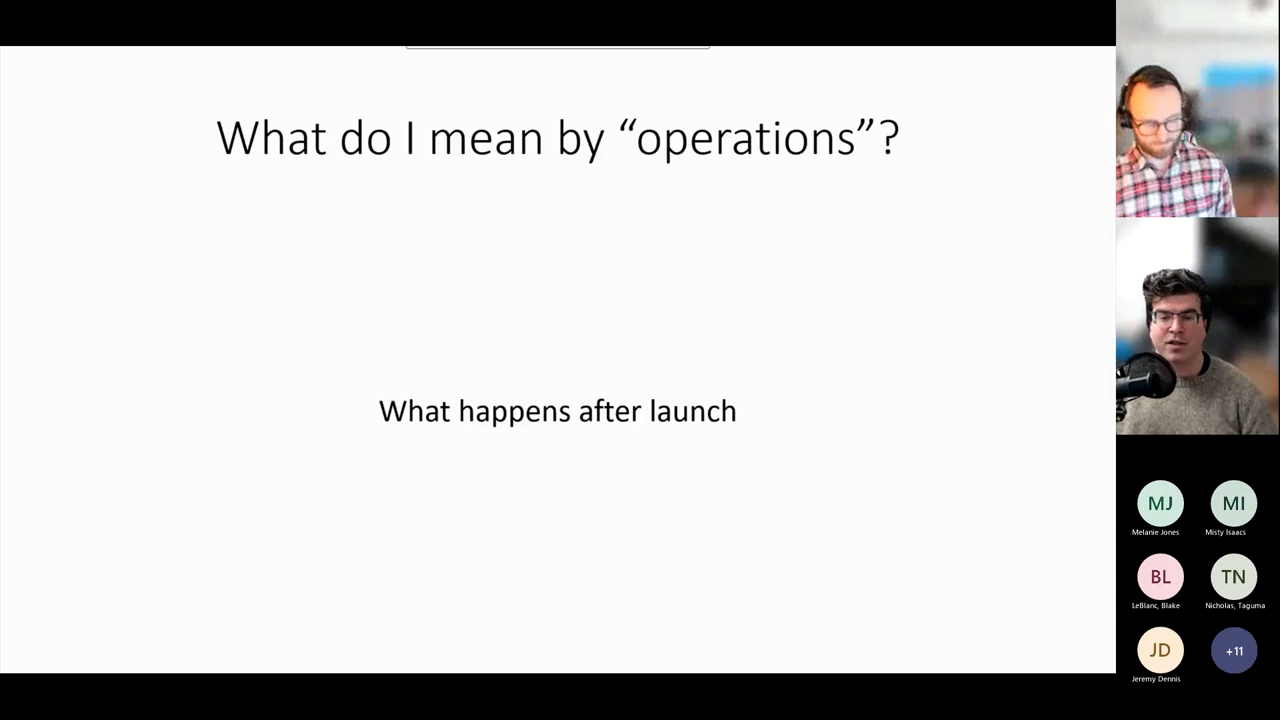 What do I mean by “operations”?
What happens after launch
MJ
Melanie Jones
MI
Misty Isaacs
BL
LeBlanc, Blake
TN
Nicholas, Taguma
JD
Jeremy Dennis
+11